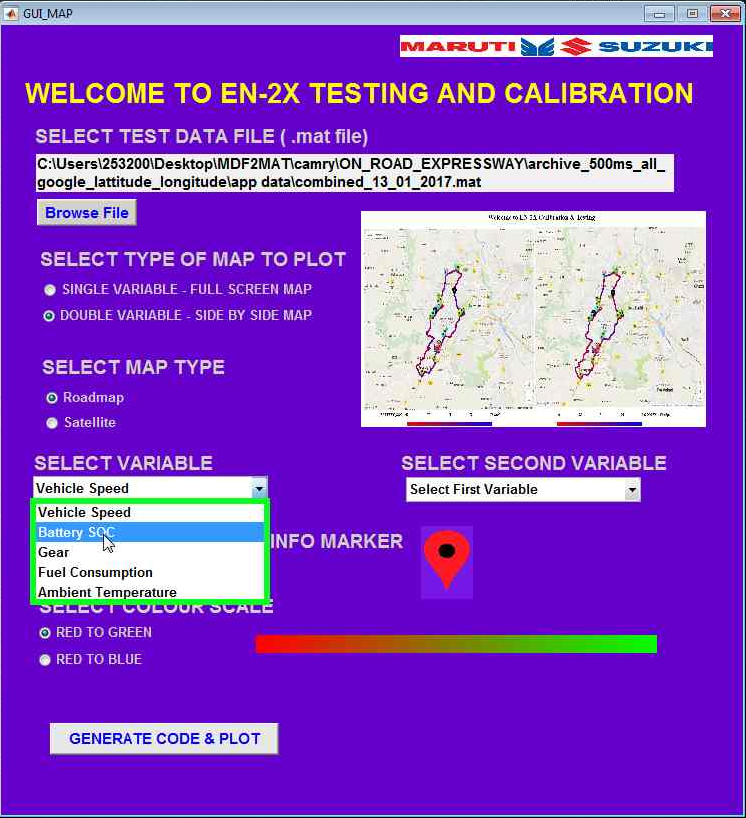 GUI_MAP
MARUTI SUZUKI
WELCOME TO EN-2X TESTING AND CALIBRATION
SELECT TEST DATA FILE ( .mat file)
C:\Users\253200\Desktop\MDF2MAT\camry\ON_ROAD_EXPRESSWAY\archive_500ms_all_
google_lattitude_longitude\app data\combined_13_01_2017.mat
Browse File
Welcome to EN-2X Calibration & Testing
SELECT TYPE OF MAP TO PLOT
SINGLE VARIABLE - FULL SCREEN MAP
DOUBLE VARIABLE - SIDE BY SIDE MAP
SELECT MAP TYPE
Roadmap
Satellite
SELECT VARIABLE
SELECT SECOND VARIABLE
Vehicle Speed
Select First Variable
Vehicle Speed
Battery SOC
Gear
Fuel Consumption
Ambient Temperature
INFO MARKER
SELECT COLOUR SCALE
RED TO GREEN
RED TO BLUE
GENERATE CODE & PLOT